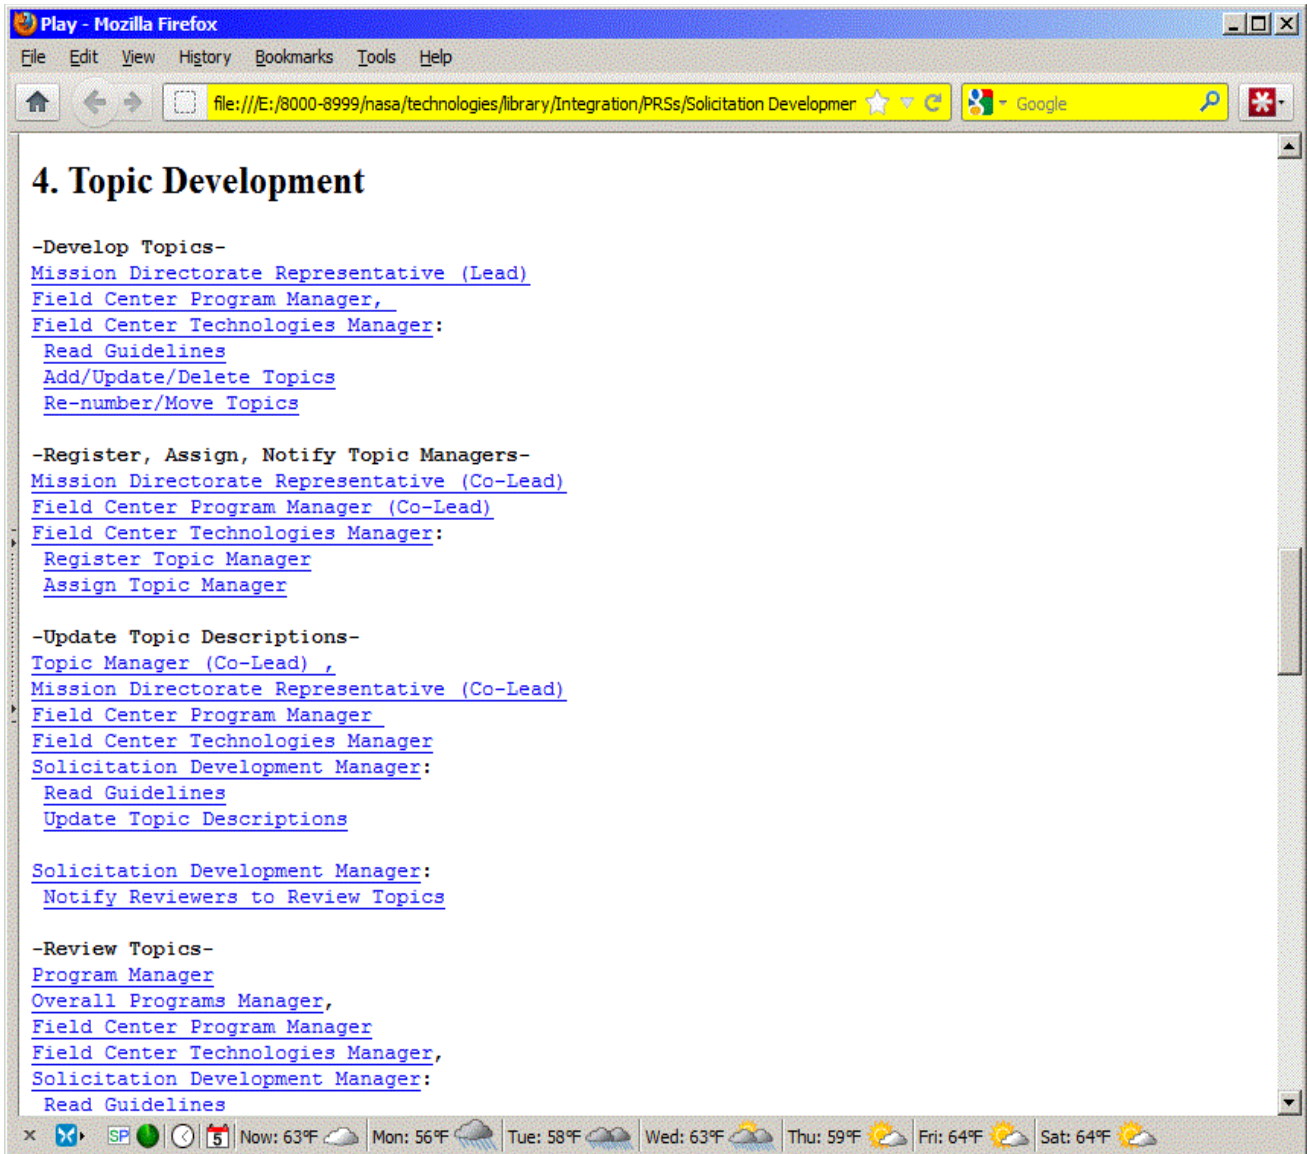 Play - Mozilla Firefox
File Edit View History Bookmarks Tools Help
file:///E:/8000-8999/nasa/technologies/library/Integration/PRSs/Solicitation Developmer
Google
4. Topic Development
-Develop Topics-
Mission Directorate Representative (Lead)
Field Center Program Manager,
Field Center Technologies Manager:
Read Guidelines
Add/Update/Delete Topics
Re-number/Move Topics
-Register, Assign, Notify Topic Managers-
Mission Directorate Representative (Co-Lead)
Field Center Program Manager (Co-Lead)
Field Center Technologies Manager:
Register Topic Manager
Assign Topic Manager
-Update Topic Descriptions-
Topic Manager (Co-Lead) ,
Mission Directorate Representative (Co-Lead)
Field Center Program Manager
Field Center Technologies Manager
Solicitation Development Manager:
Read Guidelines
Update Topic Descriptions
Solicitation Development Manager:
Notify Reviewers to Review Topics
-Review Topics-
Program Manager
Overall Programs Manager,
Field Center Program Manager
Field Center Technologies Manager,
Solicitation Development Manager:
Read Guidelines
SP 5 Now: 63°F Mon: 56°F Tue: 58°F Wed: 63°F Thu: 59°F Fri: 64°F Sat: 64°F